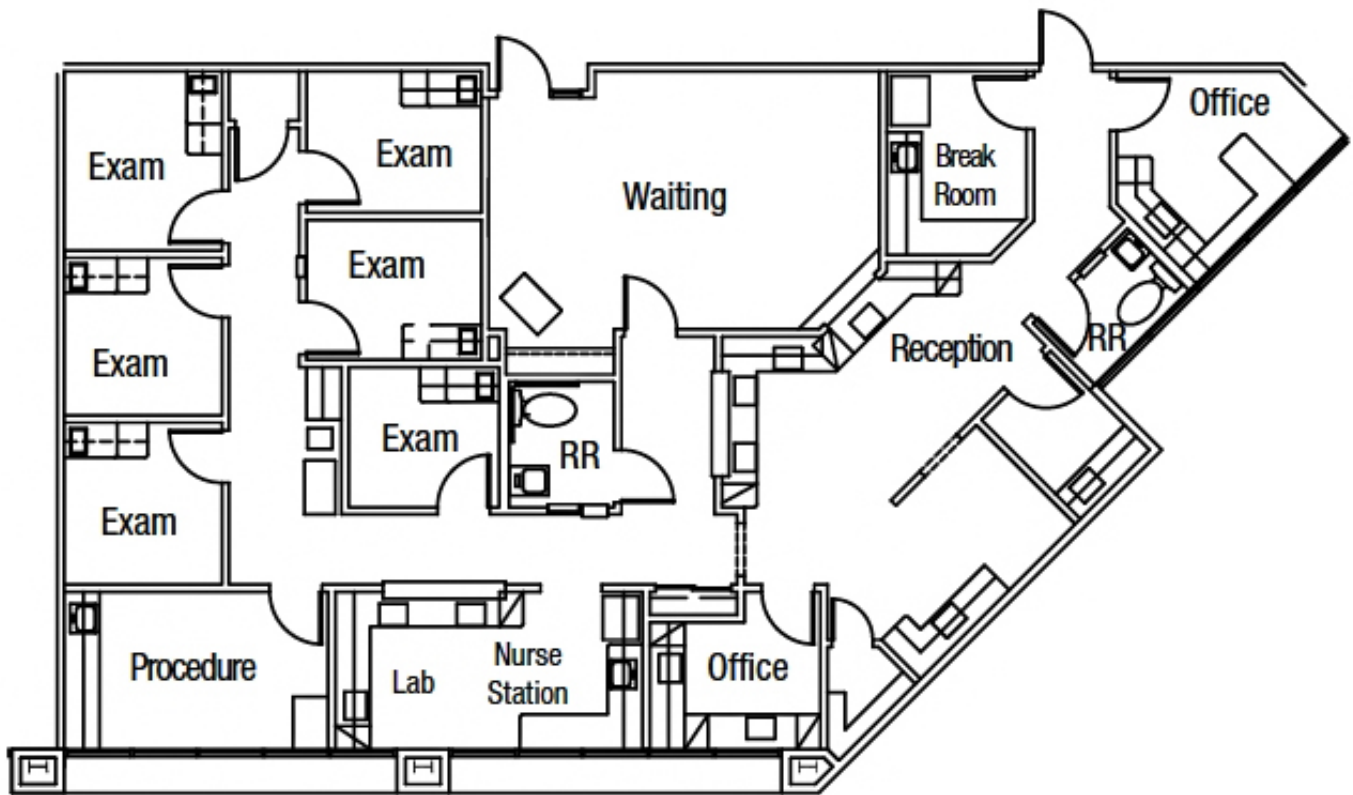 Exam
Exam
Waiting
Break
Room
Office
Exam
Exam
Reception
RR
Exam
RR
Exam
Procedure
Lab
Nurse
Station
Office